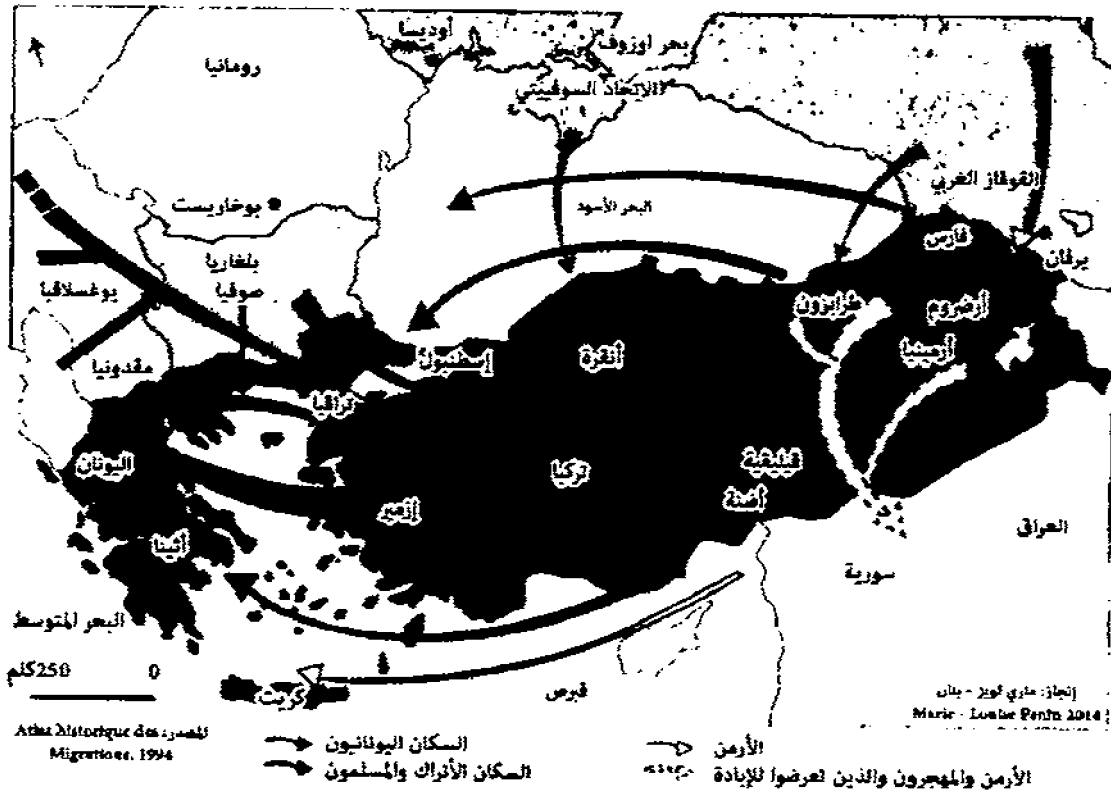 أوديسا
بحر اوزوف
رومانيا
الإتحاد السوفييتي
القوقاز الغربي
بوخاريست
البحر الأسود
قارس
يرفان
بلغاريا
صوفيا
يوغسلافيا
طرابزون
أرضروم
إسطنبول
أنقرة
أرمينيا
مقدونيا
تراقيا
اليونان
تركيا
قيليقية
أضنة
إزمير
العراق
أثينا
سورية
البحر المتوسط
250كلم 0
كريت
قبرص
إنجاز: ماري لويز - بنان
Marie - Louise Penin 2014
المصدر: Atlas historique des
Migrations. 1994
السكان اليونانيون
السكان الأتراك والمسلمون
الأرمن
الأرمن والمهجرون والذين تعرضوا للإبادة